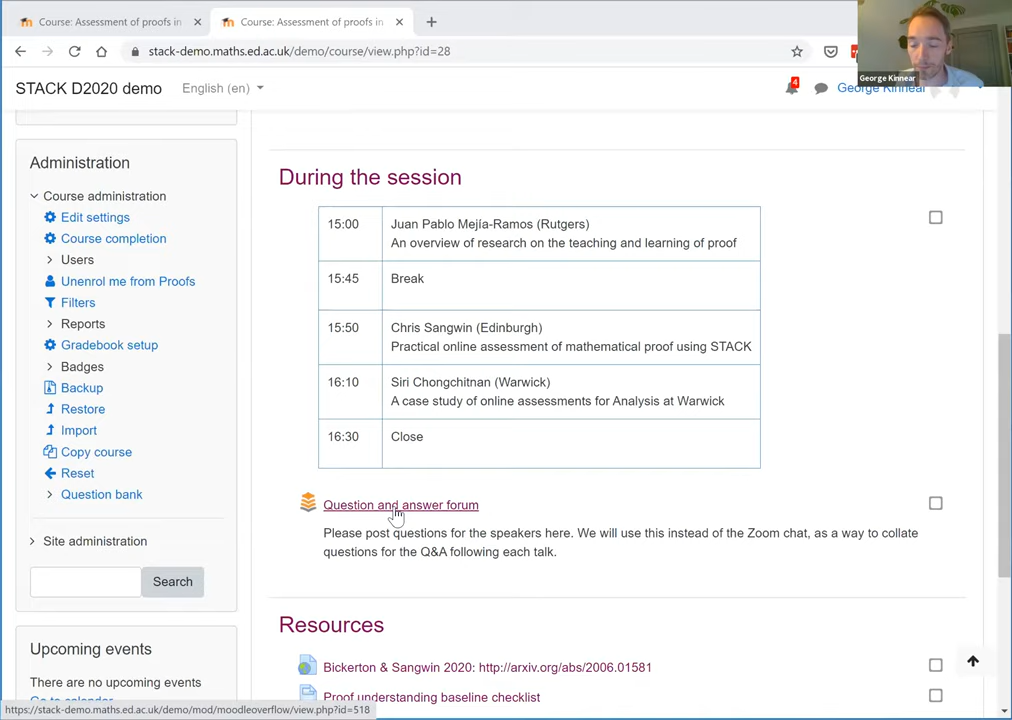 Course: Assessment of proofs in
Course: Assessment of proofs in
stack-demo.maths.ed.ac.uk/demo/course/view.php?id=28
George Kinnear
STACK D2020 demo
English (en)
4
George Kinnear
Administration
Course administration
Edit settings
Course completion
Users
Unenrol me from Proofs
Filters
Reports
Gradebook setup
Badges
Backup
Restore
Import
Copy course
Reset
Question bank
Site administration
Search
Upcoming events
There are no upcoming events
Go to calendar
During the session
15:00
Juan Pablo Mejía-Ramos (Rutgers)
An overview of research on the teaching and learning of proof
15:45
Break
15:50
Chris Sangwin (Edinburgh)
Practical online assessment of mathematical proof using STACK
16:10
Siri Chongchitnan (Warwick)
A case study of online assessments for Analysis at Warwick
16:30
Close
Question and answer forum
Please post questions for the speakers here. We will use this instead of the Zoom chat, as a way to collate
questions for the Q&A following each talk.
Resources
Bickerton & Sangwin 2020: http://arxiv.org/abs/2006.01581
Proof understanding baseline checklist
https://stack-demo.maths.ed.ac.uk/demo/mod/moodleoverflow/view.php?id=518